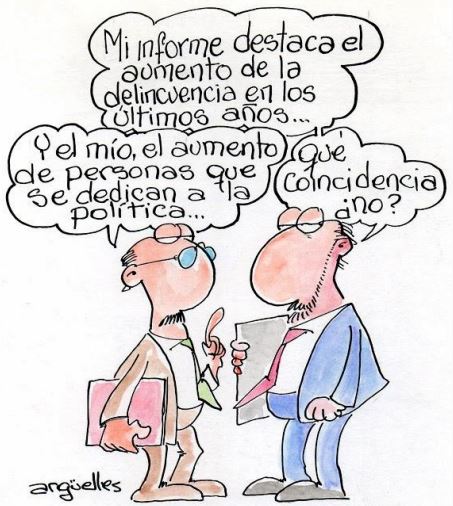 Mi informe destaca el
aumento de la
delincuencia en los
últimos años...
Y el mío, el aumento
de personas que
se dedican a la
política...
¡qué
coincidencia
¿no?
argüelles